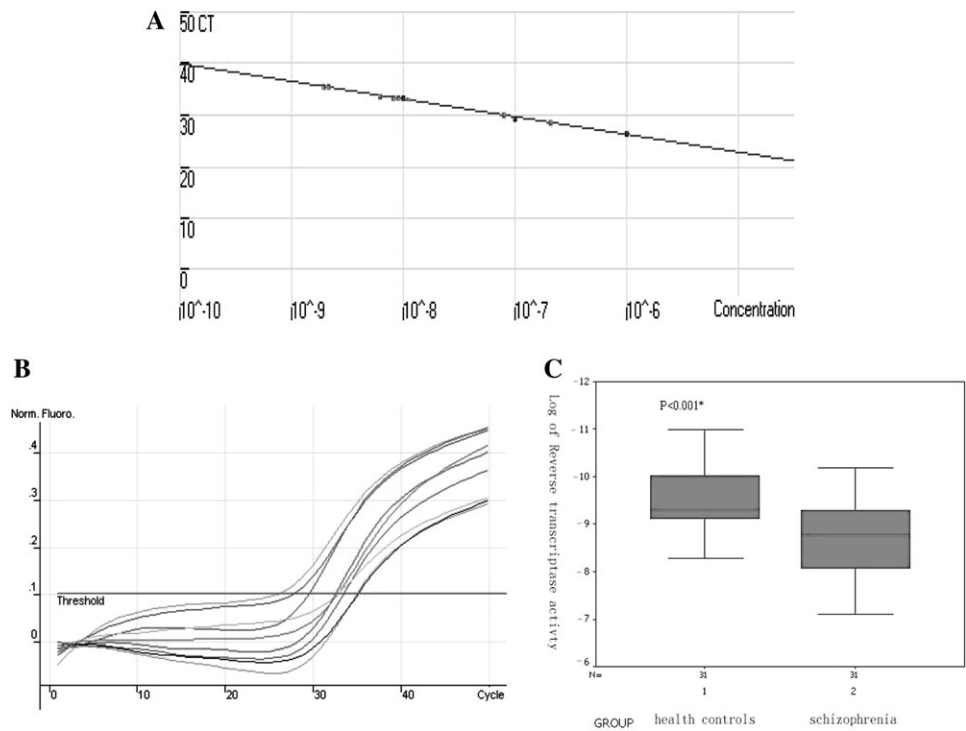 A
50 CT
40
30
20
10
0
10^-10
10^-9
10^-8
10^-7
10^-6
Concentration
B
Norm. Fluoro.
.4
.3
.2
.1
Threshold
0
0
10
20
30
40
Cycle
C
Log of Reverse transcriptase activty
-12
P<0.001*
-11
-10
-9
-8
-7
-6
N=
31
31
1
2
GROUP
health controls
schizophrenia